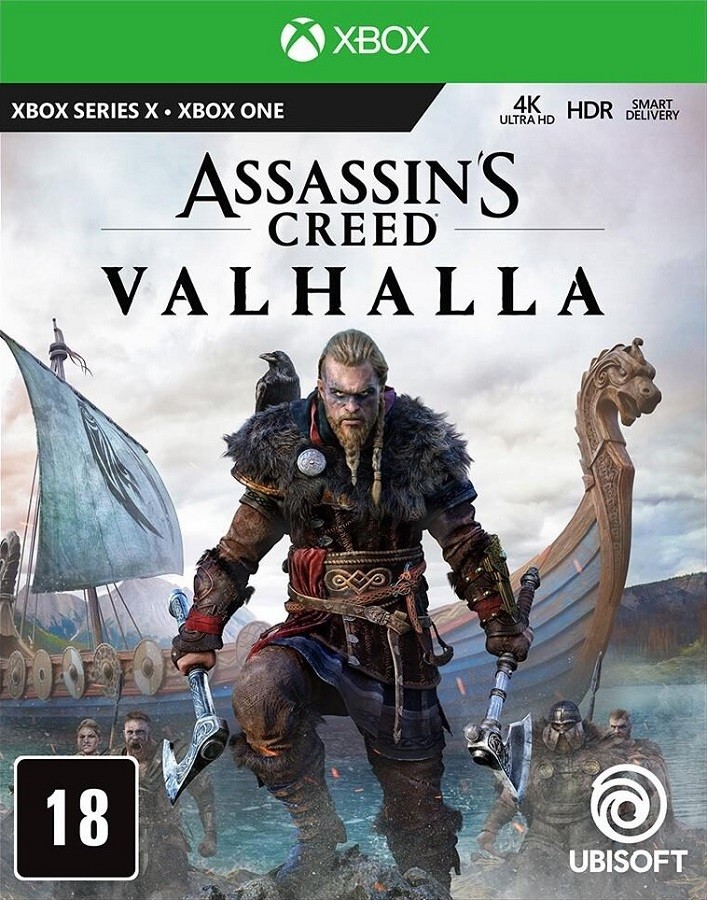 XBOX
XBOX SERIES X • XBOX ONE
4K
ULTRA HD
HDR
SMART
DELIVERY
ASSASSIN'S
CREED®
VALHALLA
18
UBISOFT